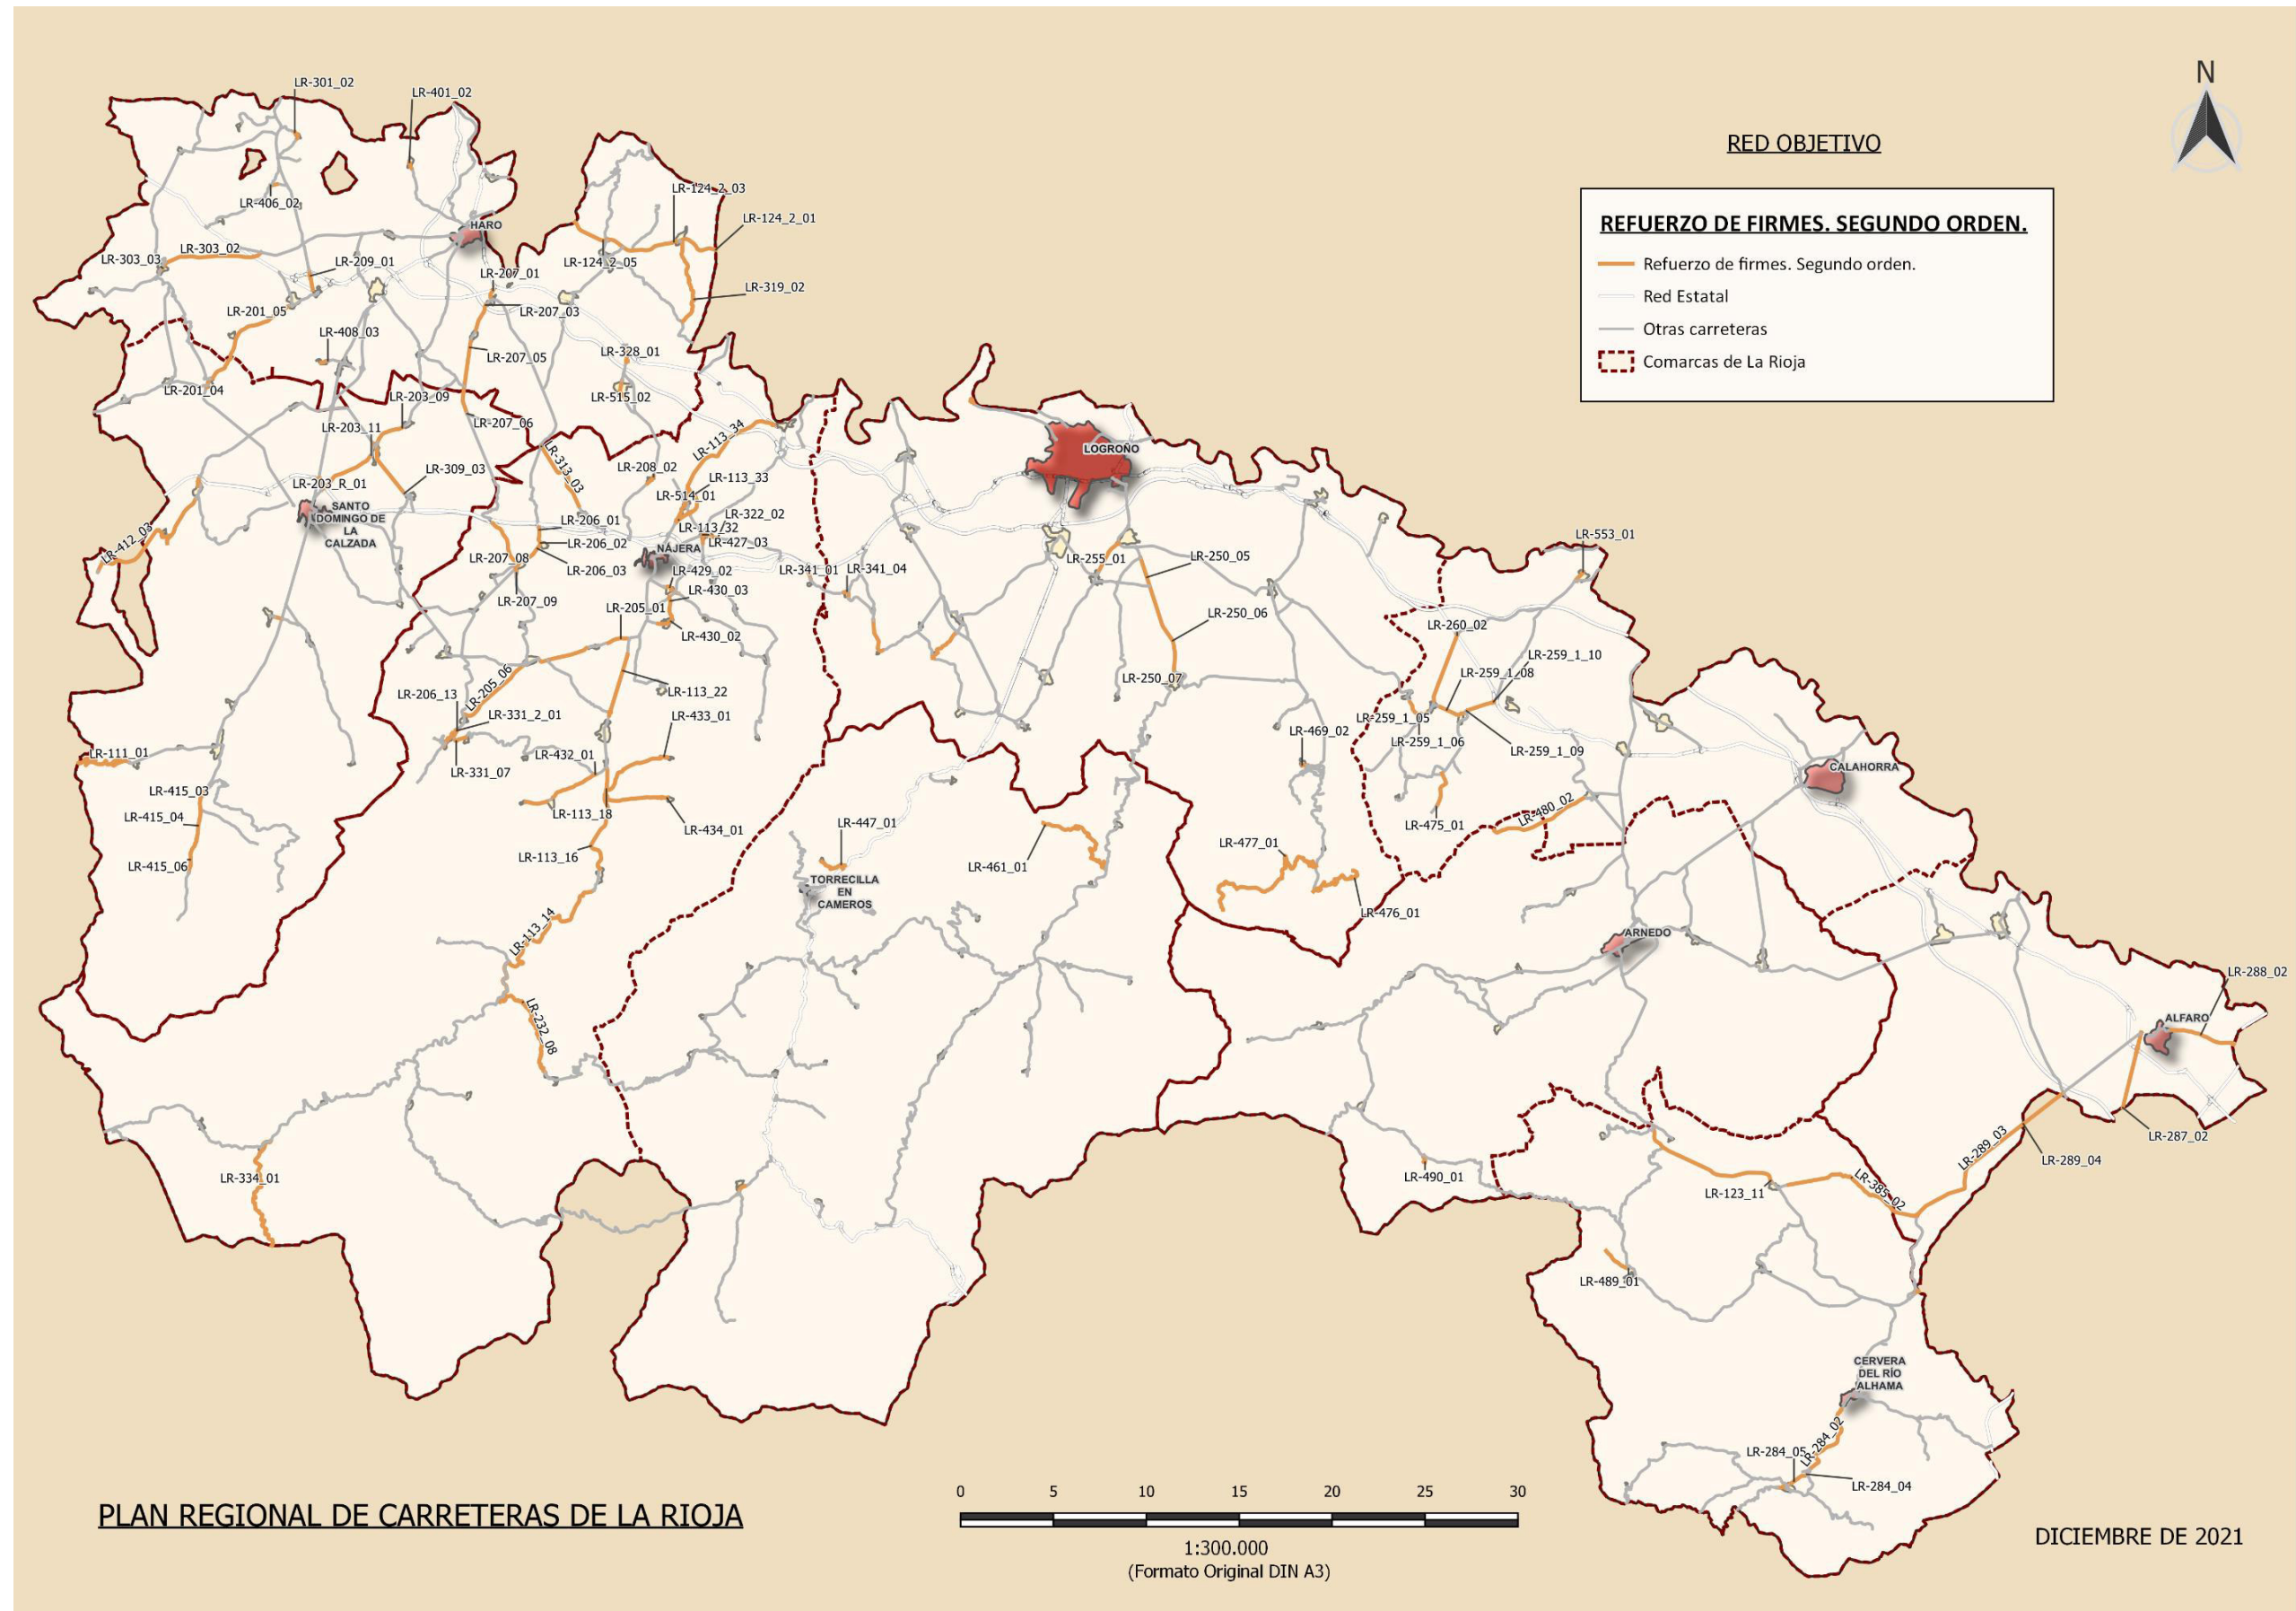 N
RED OBJETIVO
REFUERZO DE FIRMES. SEGUNDO ORDEN.
Refuerzo de firmes. Segundo orden.
Red Estatal
Otras carreteras
Comarcas de La Rioja
LR-301_02
LR-401_02
LR-406_02
HARO
LR-124_2_03
LR-124_2_01
LR-303_02
LR-303_03
LR-209_01
LR-207_01
LR-124_2_05
LR-319_02
LR-201_05
LR-207_03
LR-408_03
LR-207_05
LR-328_01
LR-201_04
LR-203_09
LR-515_02
LR-203_11
LR-207_06
LR-113_34
LR-313_03
LR-309_03
LR-208_02
LR-113_33
LR-203_R_01
LR-514_01
SANTO
DOMINGO DE
LA
CALZADA
LR-206_01
LR-322_02
LR-113_32
LR-412_03
LR-206_02
LR-427_03
NÁJERA
LR-207_08
LR-206_03
LR-429_02
LR-430_03
LR-207_09
LR-205_01
LR-430_02
LR-341_01
LR-341_04
LOGROÑO
LR-255_01
LR-250_05
LR-250_06
LR-250_07
LR-553_01
LR-260_02
LR-259_1_10
LR-259_1_08
LR-259_1_05
LR-259_1_06
LR-259_1_09
LR-206_13
LR-205_06
LR-113_22
LR-331_2_01
LR-433_01
LR-432_01
LR-331_07
LR-111_01
LR-415_03
LR-415_04
LR-415_06
LR-113_18
LR-434_01
LR-113_16
LR-469_02
LR-475_01
LR-480_02
CALAHORRA
LR-447_01
LR-461_01
LR-477_01
LR-476_01
TORRECILLA
EN
CAMEROS
LR-113_14
LR-232_08
ARNEDO
LR-288_02
ALFARO
LR-287_02
LR-289_03
LR-289_04
LR-334_01
LR-490_01
LR-123_11
LR-385_02
LR-489_01
CERVERA
DEL RÍO
ALHAMA
LR-284_02
LR-284_05
LR-284_04
0 5 10 15 20 25 30
1:300.000
(Formato Original DIN A3)
PLAN REGIONAL DE CARRETERAS DE LA RIOJA
DICIEMBRE DE 2021